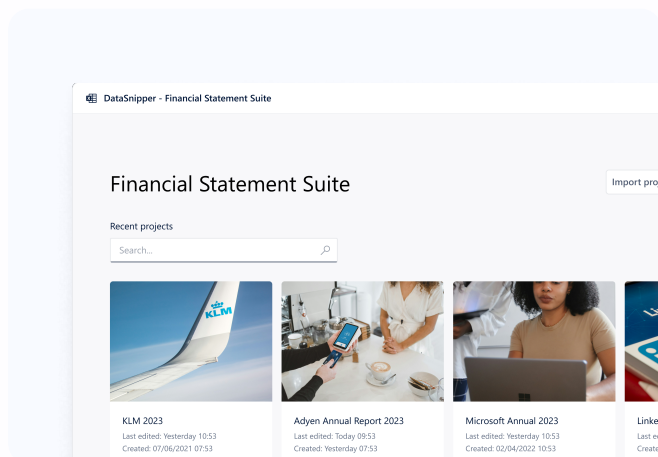 DataSnipper - Financial Statement Suite
Financial Statement Suite
Import pro
Recent projects
Search...
KLM
KLM 2023
Last edited: Yesterday 10:53
Created: 07/06/2021 07:53
Adyen Annual Report 2023
Last edited: Today 09:53
Created: Yesterday 07:53
Microsoft Annual 2023
Last edited: Yesterday 10:53
Created: 02/04/2022 10:53
Linke
Last e
Create